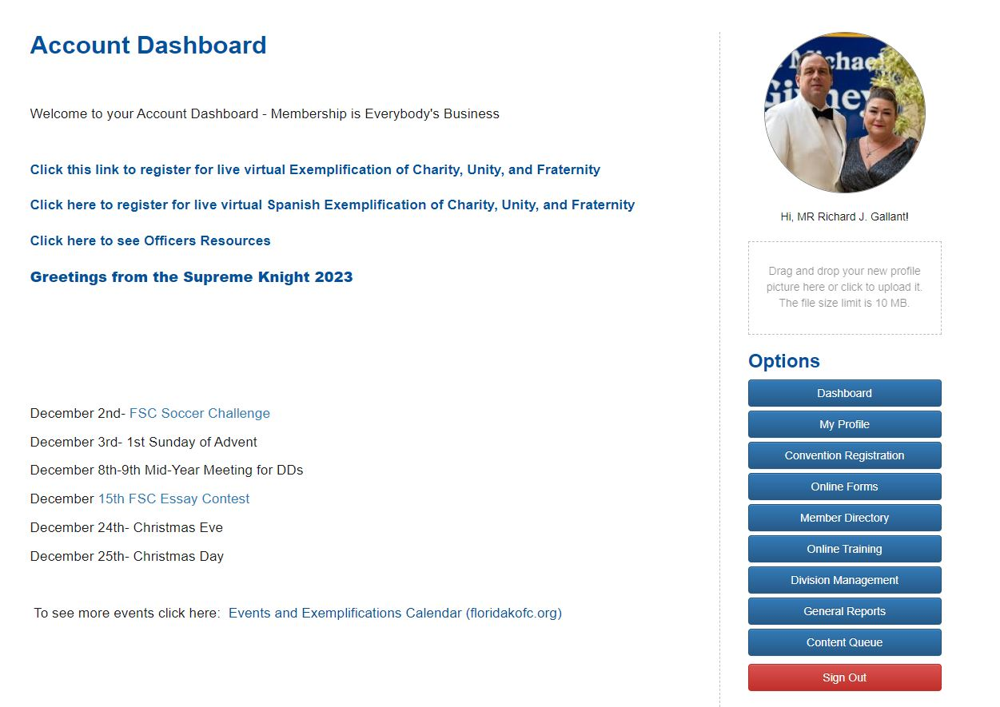 Account Dashboard
Welcome to your Account Dashboard - Membership is Everybody's Business
Click this link to register for live virtual Exemplification of Charity, Unity, and Fraternity
Click here to register for live virtual Spanish Exemplification of Charity, Unity, and Fraternity
Click here to see Officers Resources
Greetings from the Supreme Knight 2023
December 2nd- FSC Soccer Challenge
December 3rd- 1st Sunday of Advent
December 8th-9th Mid-Year Meeting for DDs
December 15th FSC Essay Contest
December 24th- Christmas Eve
December 25th- Christmas Day
To see more events click here: Events and Exemplifications Calendar (floridakofc.org)
Michael
Hi, MR Richard J. Gallant!
Drag and drop your new profile
picture here or click to upload it.
The file size limit is 10 MB.
Options
Dashboard
My Profile
Convention Registration
Online Forms
Member Directory
Online Training
Division Management
General Reports
Content Queue
Sign Out